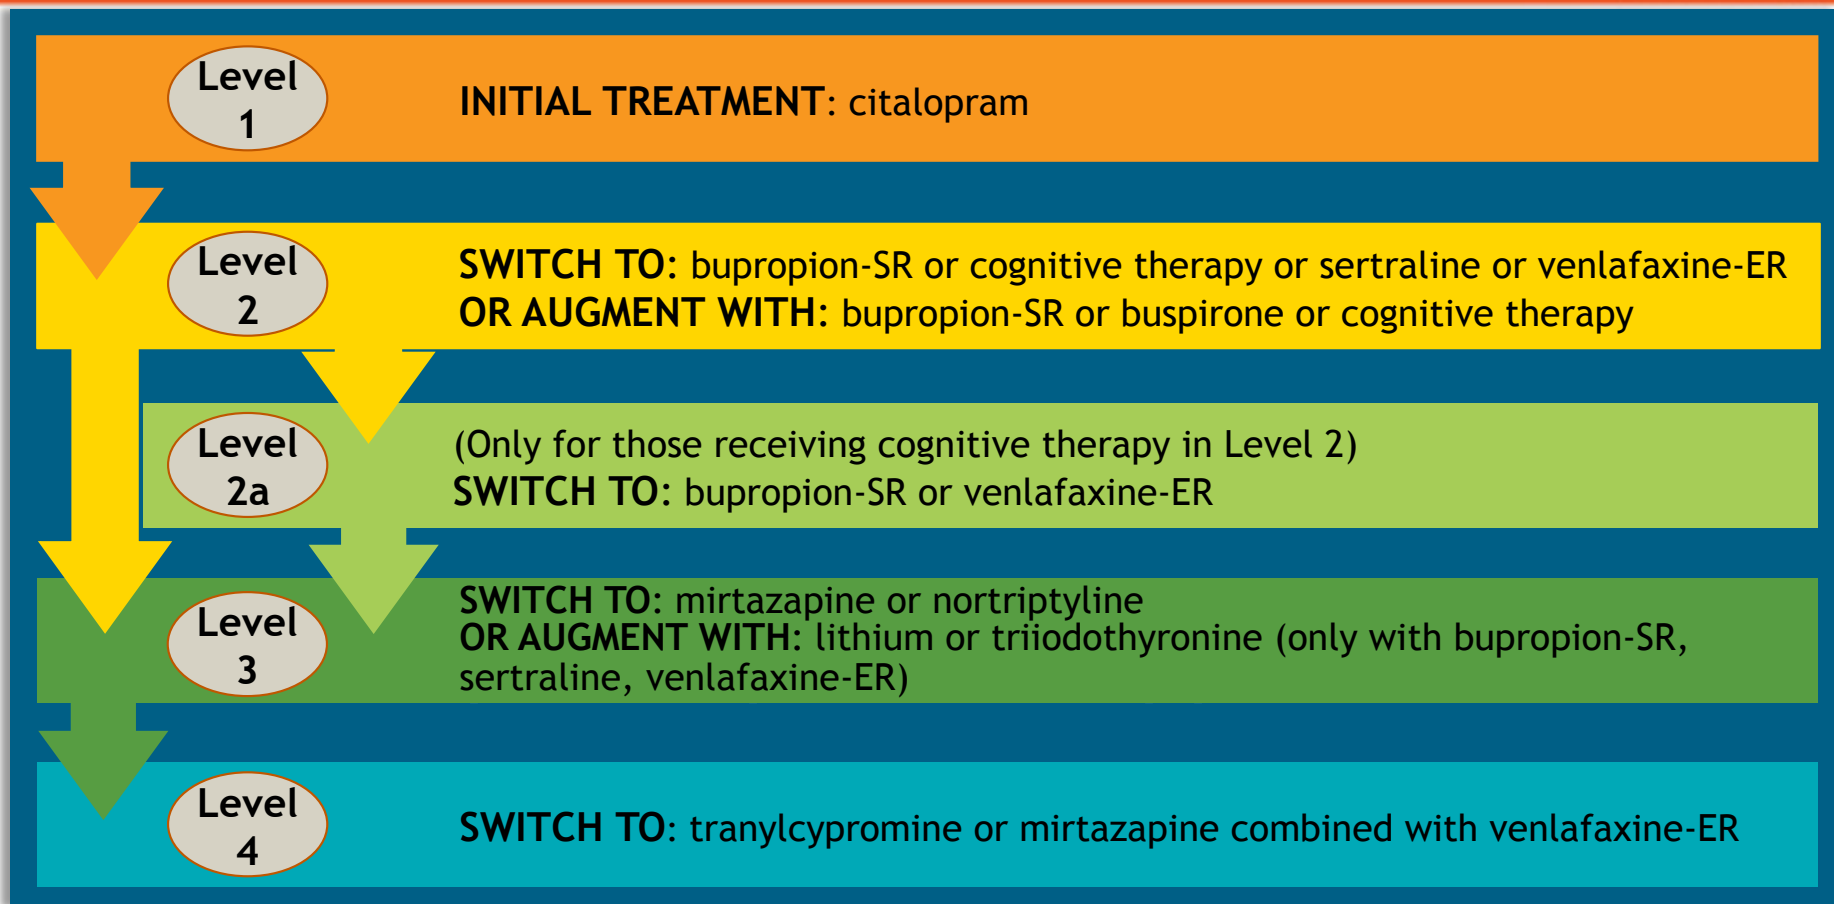 Level
1
INITIAL TREATMENT: citalopram
Level
2
SWITCH TO: bupropion-SR or cognitive therapy or sertraline or venlafaxine-ER
OR AUGMENT WITH: bupropion-SR or buspirone or cognitive therapy
Level
2a
(Only for those receiving cognitive therapy in Level 2)
SWITCH TO: bupropion-SR or venlafaxine-ER
Level
3
SWITCH TO: mirtazapine or nortriptyline
OR AUGMENT WITH: lithium or triiodothyronine (only with bupropion-SR,
sertraline, venlafaxine-ER)
Level
4
SWITCH TO: tranylcypromine or mirtazapine combined with venlafaxine-ER